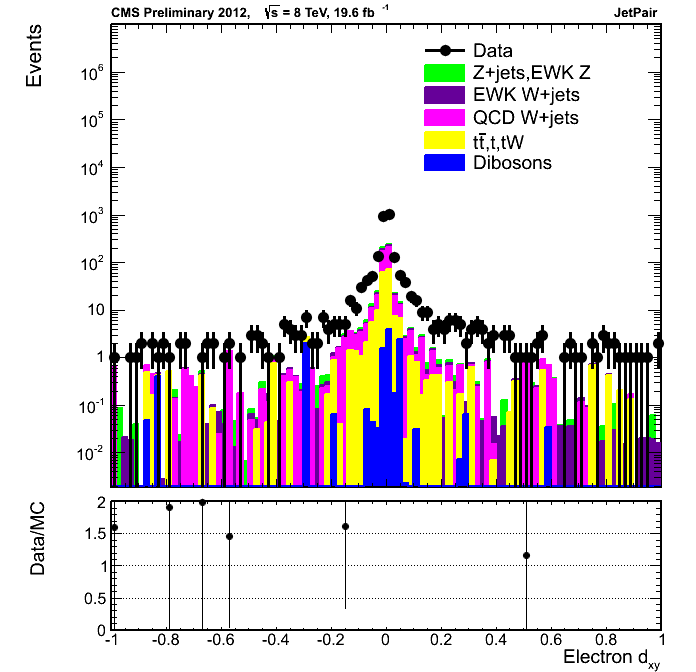 CMS Preliminary 2012, √s = 8 TeV, 19.6 fb⁻¹ JetPair
Events
Data
Z+jets,EWK Z
EWK W+jets
QCD W+jets
tt̅,t,tW
Dibosons
10⁶
10⁵
10⁴
10³
10²
10
1
10⁻¹
10⁻²
Data/MC
2
1.5
1
0.5
0
-1 -0.8 -0.6 -0.4 -0.2 0 0.2 0.4 0.6 0.8 1
Electron d_xy